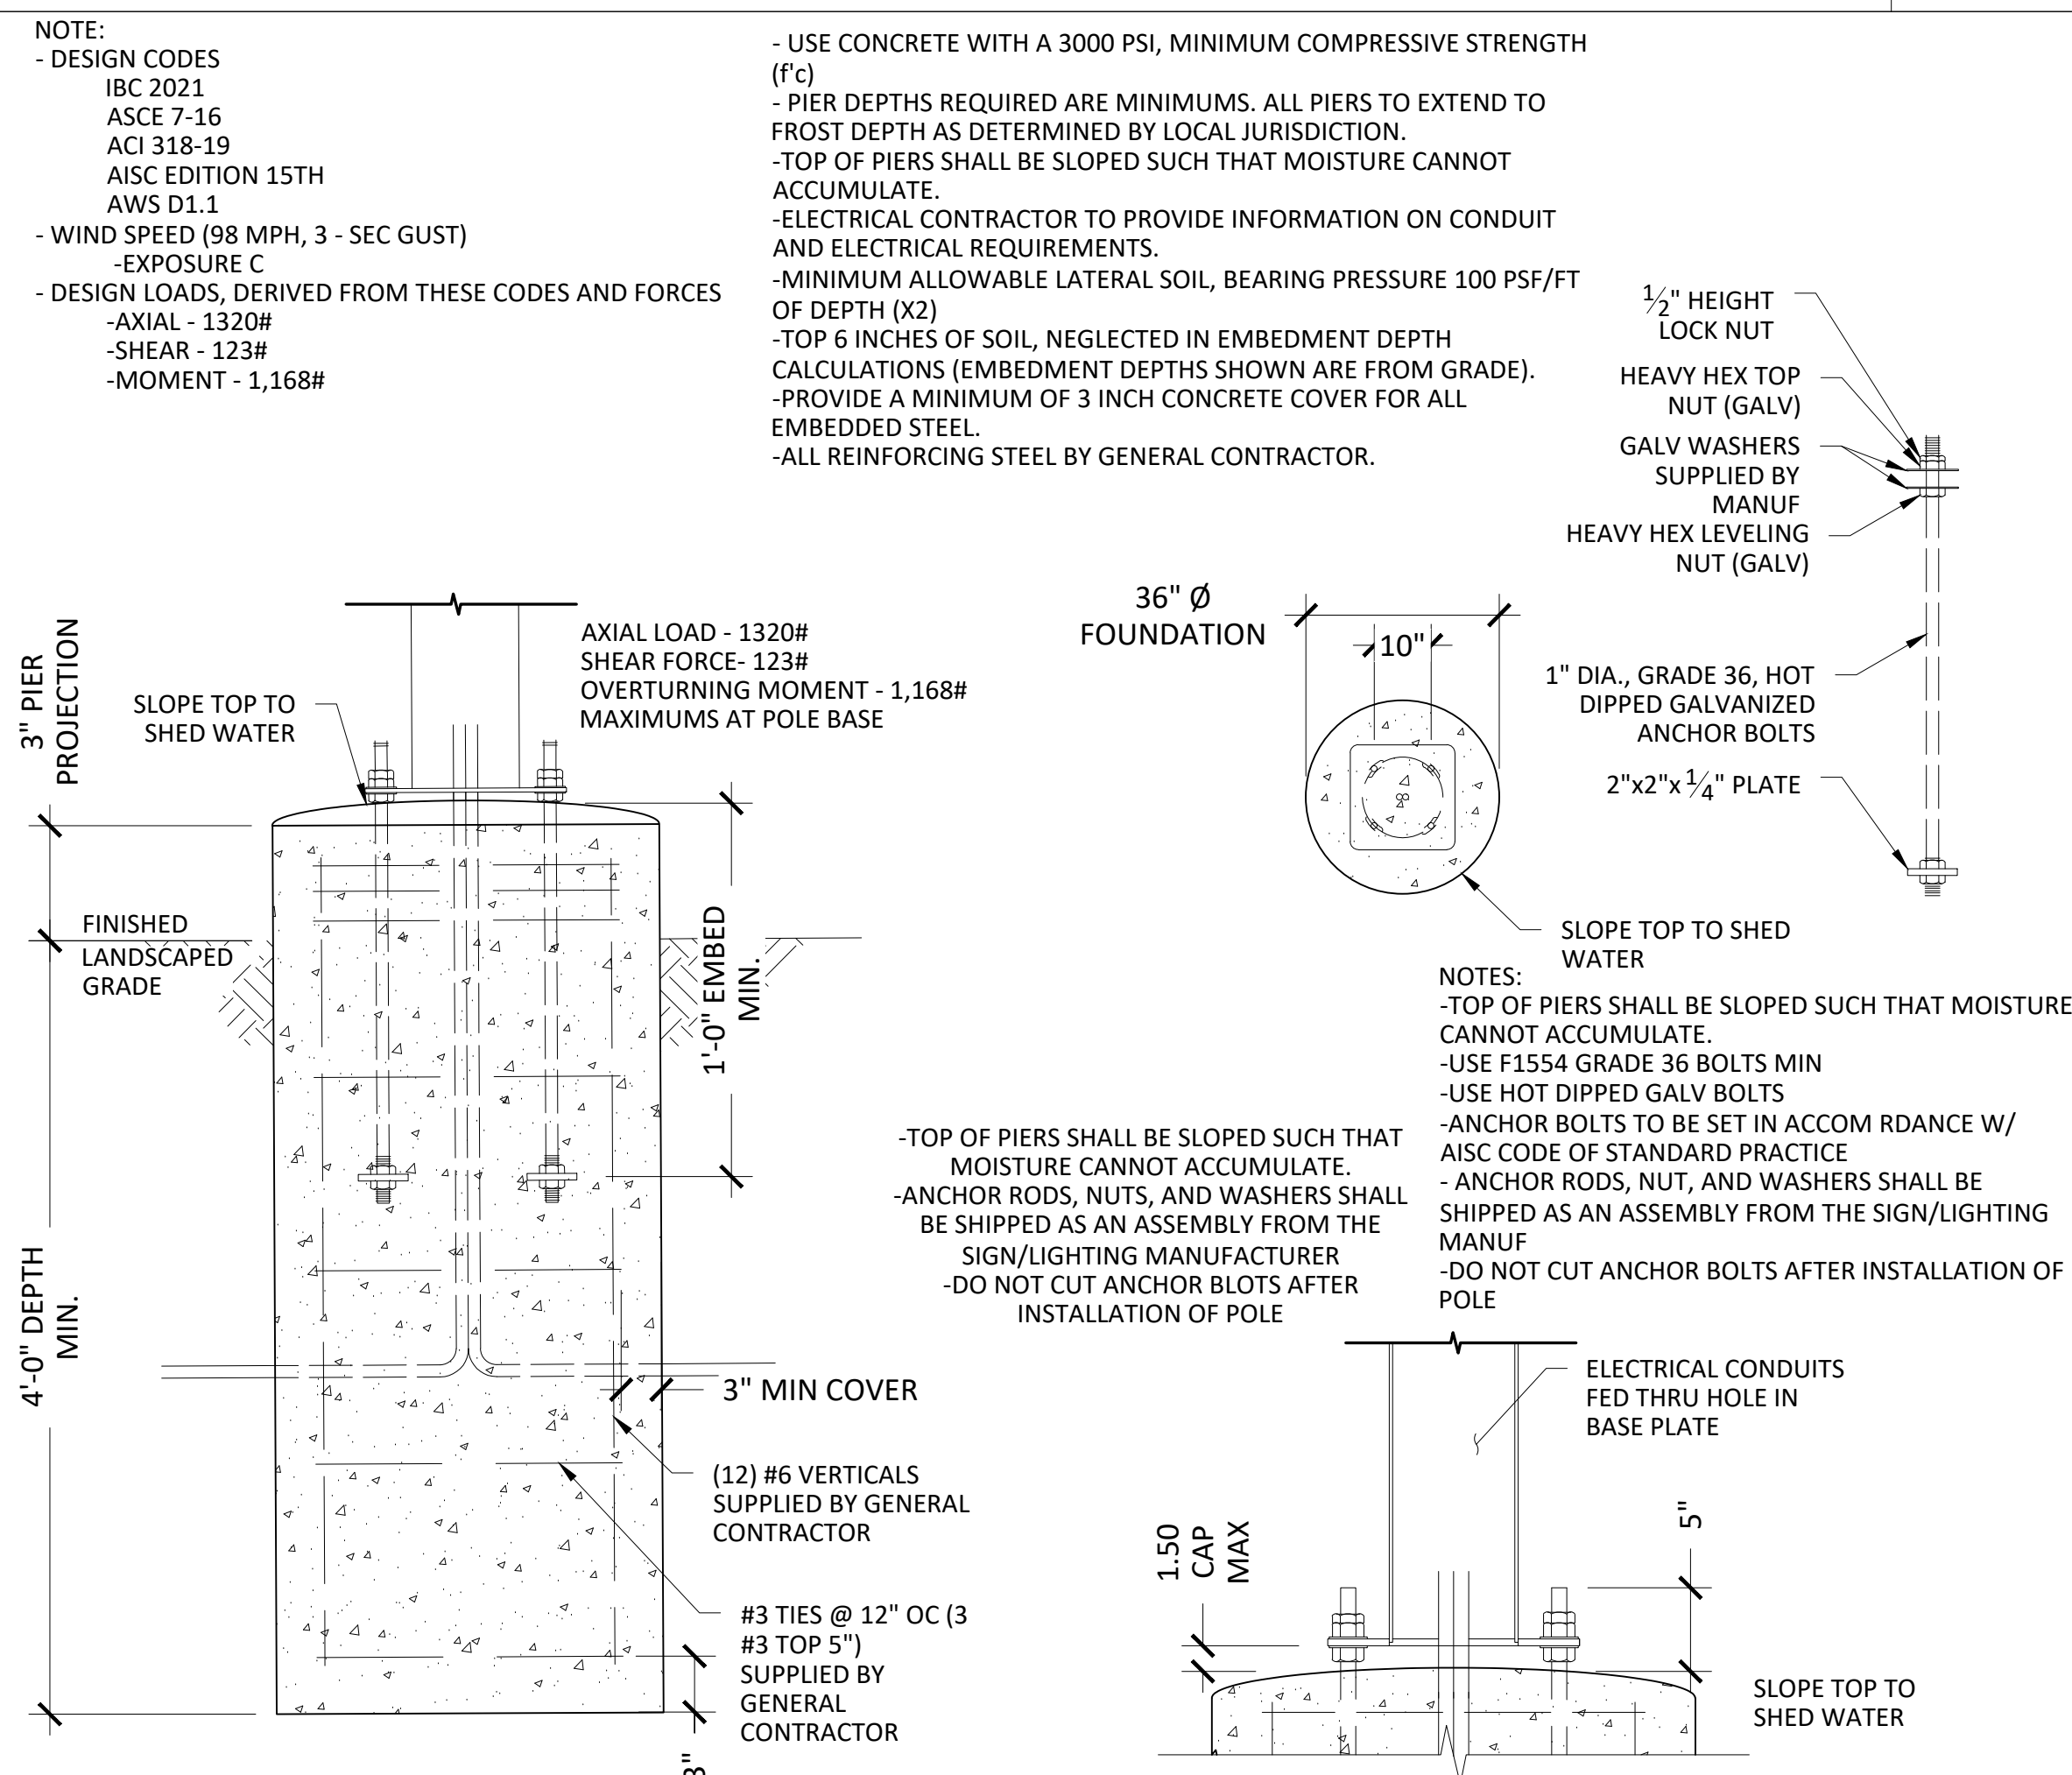 NOTE:
- DESIGN CODES
IBC 2021
ASCE 7-16
ACI 318-19
AISC EDITION 15TH
AWS D1.1
- WIND SPEED (98 MPH, 3 - SEC GUST)
-EXPOSURE C
- DESIGN LOADS, DERIVED FROM THESE CODES AND FORCES
-AXIAL - 1320#
-SHEAR - 123#
-MOMENT - 1,168#
- USE CONCRETE WITH A 3000 PSI, MINIMUM COMPRESSIVE STRENGTH
(f'c)
- PIER DEPTHS REQUIRED ARE MINIMUMS. ALL PIERS TO EXTEND TO
FROST DEPTH AS DETERMINED BY LOCAL JURISDICTION.
-TOP OF PIERS SHALL BE SLOPED SUCH THAT MOISTURE CANNOT
ACCUMULATE.
-ELECTRICAL CONTRACTOR TO PROVIDE INFORMATION ON CONDUIT
AND ELECTRICAL REQUIREMENTS.
-MINIMUM ALLOWABLE LATERAL SOIL, BEARING PRESSURE 100 PSF/FT
OF DEPTH (X2)
-TOP 6 INCHES OF SOIL, NEGLECTED IN EMBEDMENT DEPTH
CALCULATIONS (EMBEDMENT DEPTHS SHOWN ARE FROM GRADE).
-PROVIDE A MINIMUM OF 3 INCH CONCRETE COVER FOR ALL
EMBEDDED STEEL.
-ALL REINFORCING STEEL BY GENERAL CONTRACTOR.
1/2" HEIGHT
LOCK NUT
HEAVY HEX TOP
NUT (GALV)
GALV WASHERS
SUPPLIED BY
MANUF
HEAVY HEX LEVELING
NUT (GALV)
1" DIA., GRADE 36, HOT
DIPPED GALVANIZED
ANCHOR BOLTS
2"x2"x1/4" PLATE
36" Ø
FOUNDATION
10"
SLOPE TOP TO SHED
WATER
3" PIER
PROJECTION
SLOPE TOP TO
SHED WATER
AXIAL LOAD - 1320#
SHEAR FORCE- 123#
OVERTURNING MOMENT - 1,168#
MAXIMUMS AT POLE BASE
FINISHED
LANDSCAPED
GRADE
1'-0" EMBED
MIN.
4'-0" DEPTH
MIN.
3" MIN COVER
(12) #6 VERTICALS
SUPPLIED BY GENERAL
CONTRACTOR
#3 TIES @ 12" OC (3
#3 TOP 5")
SUPPLIED BY
GENERAL
CONTRACTOR
-TOP OF PIERS SHALL BE SLOPED SUCH THAT
MOISTURE CANNOT ACCUMULATE.
-ANCHOR RODS, NUTS, AND WASHERS SHALL
BE SHIPPED AS AN ASSEMBLY FROM THE
SIGN/LIGHTING MANUFACTURER
-DO NOT CUT ANCHOR BLOTS AFTER
INSTALLATION OF POLE
NOTES:
-TOP OF PIERS SHALL BE SLOPED SUCH THAT MOISTURE
CANNOT ACCUMULATE.
-USE F1554 GRADE 36 BOLTS MIN
-USE HOT DIPPED GALV BOLTS
-ANCHOR BOLTS TO BE SET IN ACCOM RDANCE W/
AISC CODE OF STANDARD PRACTICE
- ANCHOR RODS, NUT, AND WASHERS SHALL BE
SHIPPED AS AN ASSEMBLY FROM THE SIGN/LIGHTING
MANUF
-DO NOT CUT ANCHOR BOLTS AFTER INSTALLATION OF
POLE
ELECTRICAL CONDUITS
FED THRU HOLE IN
BASE PLATE
1.50
CAP
MAX
5"
SLOPE TOP TO
SHED WATER